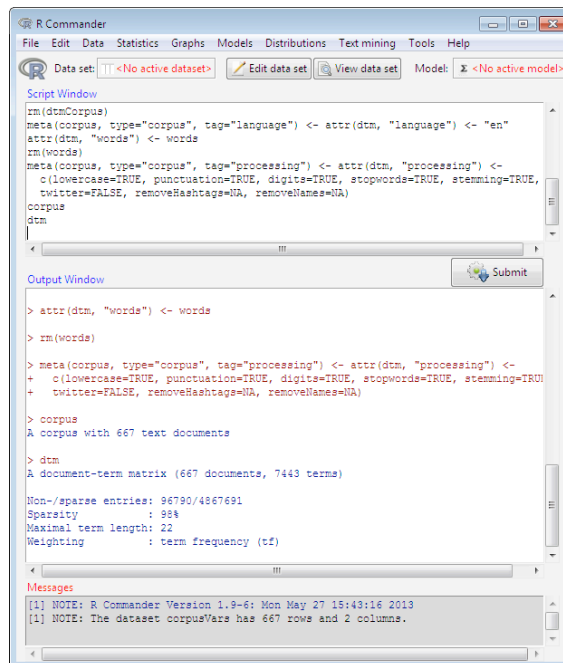 R Commander
File Edit Data Statistics Graphs Models Distributions Text mining Tools Help
R Data set: <No active dataset> Edit data set View data set Model: Σ <No active model>
Script Window
rm(dtmCorpus)
meta(corpus, type="corpus", tag="language") <- attr(dtm, "language") <- "en"
attr(dtm, "words") <- words
rm(words)
meta(corpus, type="corpus", tag="processing") <- attr(dtm, "processing") <-
  c(lowercase=TRUE, punctuation=TRUE, digits=TRUE, stopwords=TRUE, stemming=TRUE,
  twitter=FALSE, removeHashtags=NA, removeNames=NA)
corpus
dtm
Submit
Output Window
> attr(dtm, "words") <- words
> rm(words)
> meta(corpus, type="corpus", tag="processing") <- attr(dtm, "processing") <-
+   c(lowercase=TRUE, punctuation=TRUE, digits=TRUE, stopwords=TRUE, stemming=TRU
+   twitter=FALSE, removeHashtags=NA, removeNames=NA)
> corpus
A corpus with 667 text documents
> dtm
A document-term matrix (667 documents, 7443 terms)
Non-/sparse entries: 96790/4867691
Sparsity           : 98%
Maximal term length: 22
Weighting          : term frequency (tf)
Messages
[1] NOTE: R Commander Version 1.9-6: Mon May 27 15:43:16 2013
[1] NOTE: The dataset corpusVars has 667 rows and 2 columns.